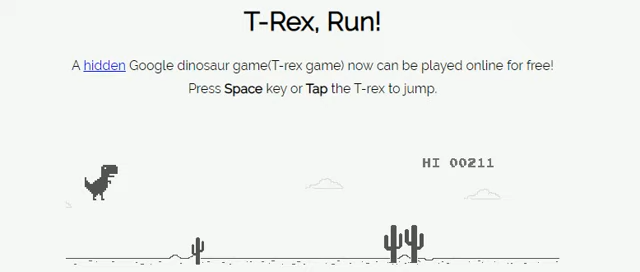 T-Rex, Run!
A hidden Google dinosaur game(T-rex game) now can be played online for free!
Press Space key or Tap the T-rex to jump.
HI 00211